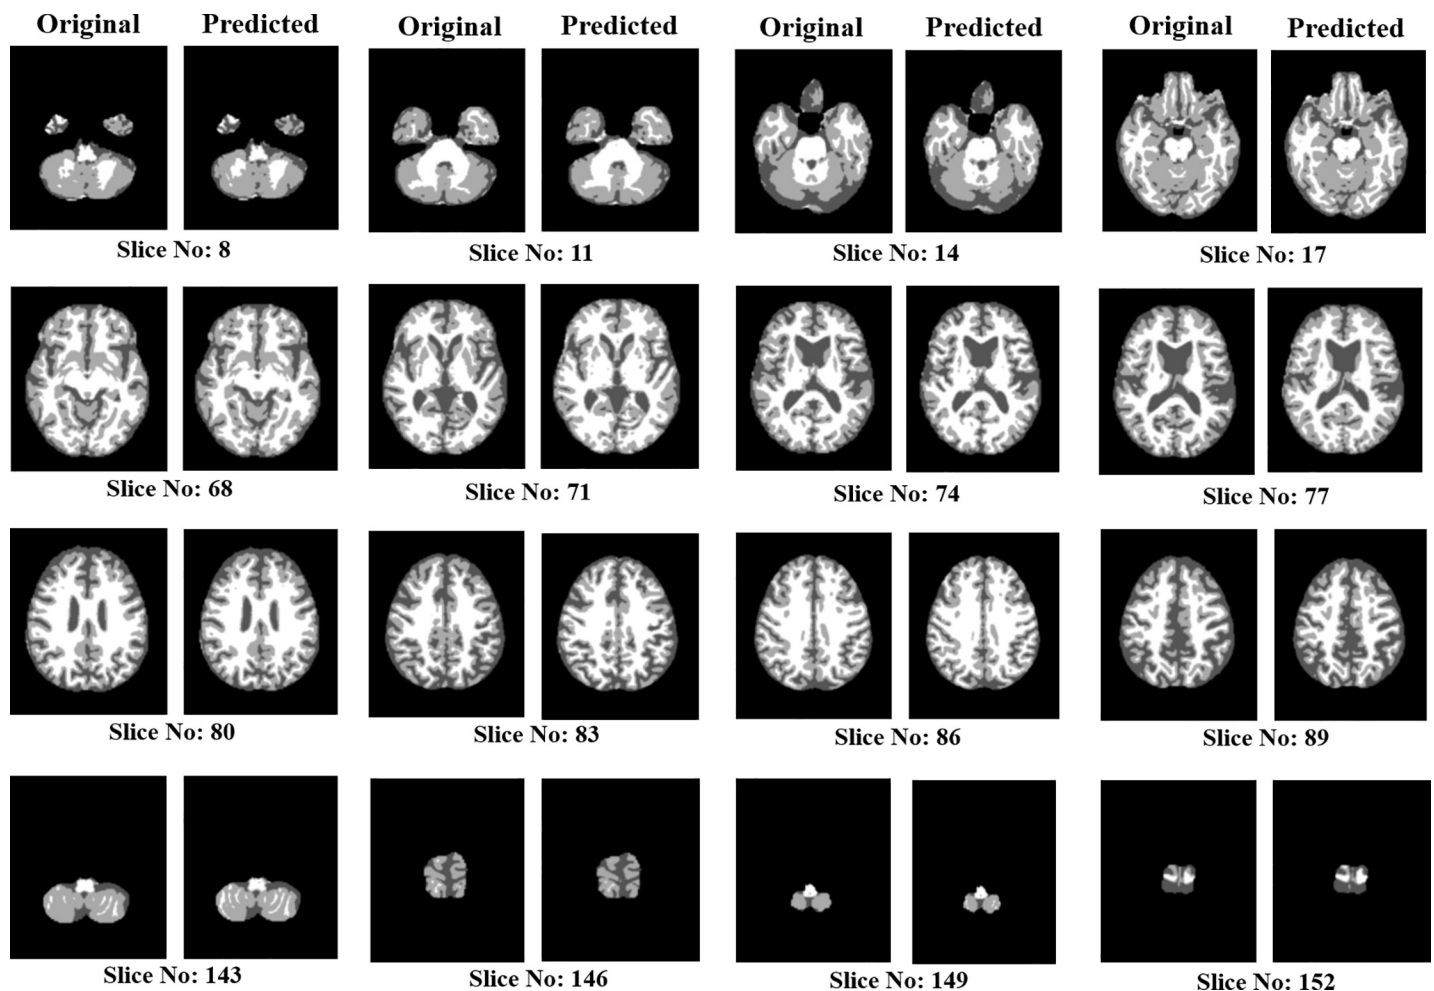 Original Predicted Original Predicted Original Predicted Original Predicted
Slice No: 8 Slice No: 11 Slice No: 14 Slice No: 17
Slice No: 68 Slice No: 71 Slice No: 74 Slice No: 77
Slice No: 80 Slice No: 83 Slice No: 86 Slice No: 89
Slice No: 143 Slice No: 146 Slice No: 149 Slice No: 152